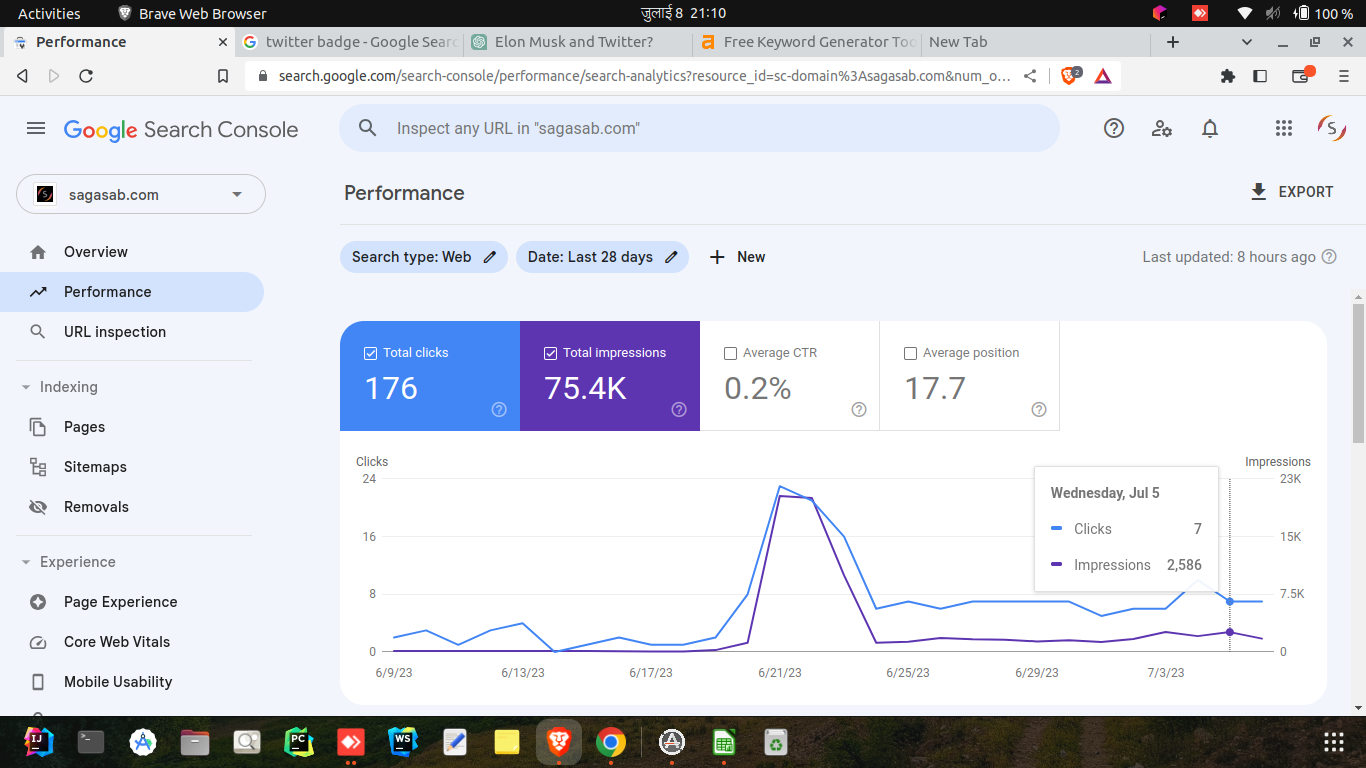 Activities
Brave Web Browser
जुलाई 8 21:10
100 %
Performance
twitter badge - Google Sear
Elon Musk and Twitter?
Free Keyword Generator Too
New Tab
search.google.com/search-console/performance/search-analytics?resource_id=sc-domain%3Asagasab.com&num_o...
2
Google Search Console
Inspect any URL in "sagasab.com"
sagasab.com
Performance
EXPORT
Overview
Performance
URL inspection
Indexing
Pages
Sitemaps
Removals
Experience
Page Experience
Core Web Vitals
Mobile Usability
Search type: Web
Date: Last 28 days
New
Last updated: 8 hours ago
Total clicks
176
Total impressions
75.4K
Average CTR
0.2%
Average position
17.7
Clicks
Impressions
24
16
8
0
23K
15K
7.5K
0
Wednesday, Jul 5
Clicks 7
Impressions 2,586
6/9/23
6/13/23
6/17/23
6/21/23
6/25/23
6/29/23
7/3/23
IJ
PC
WS